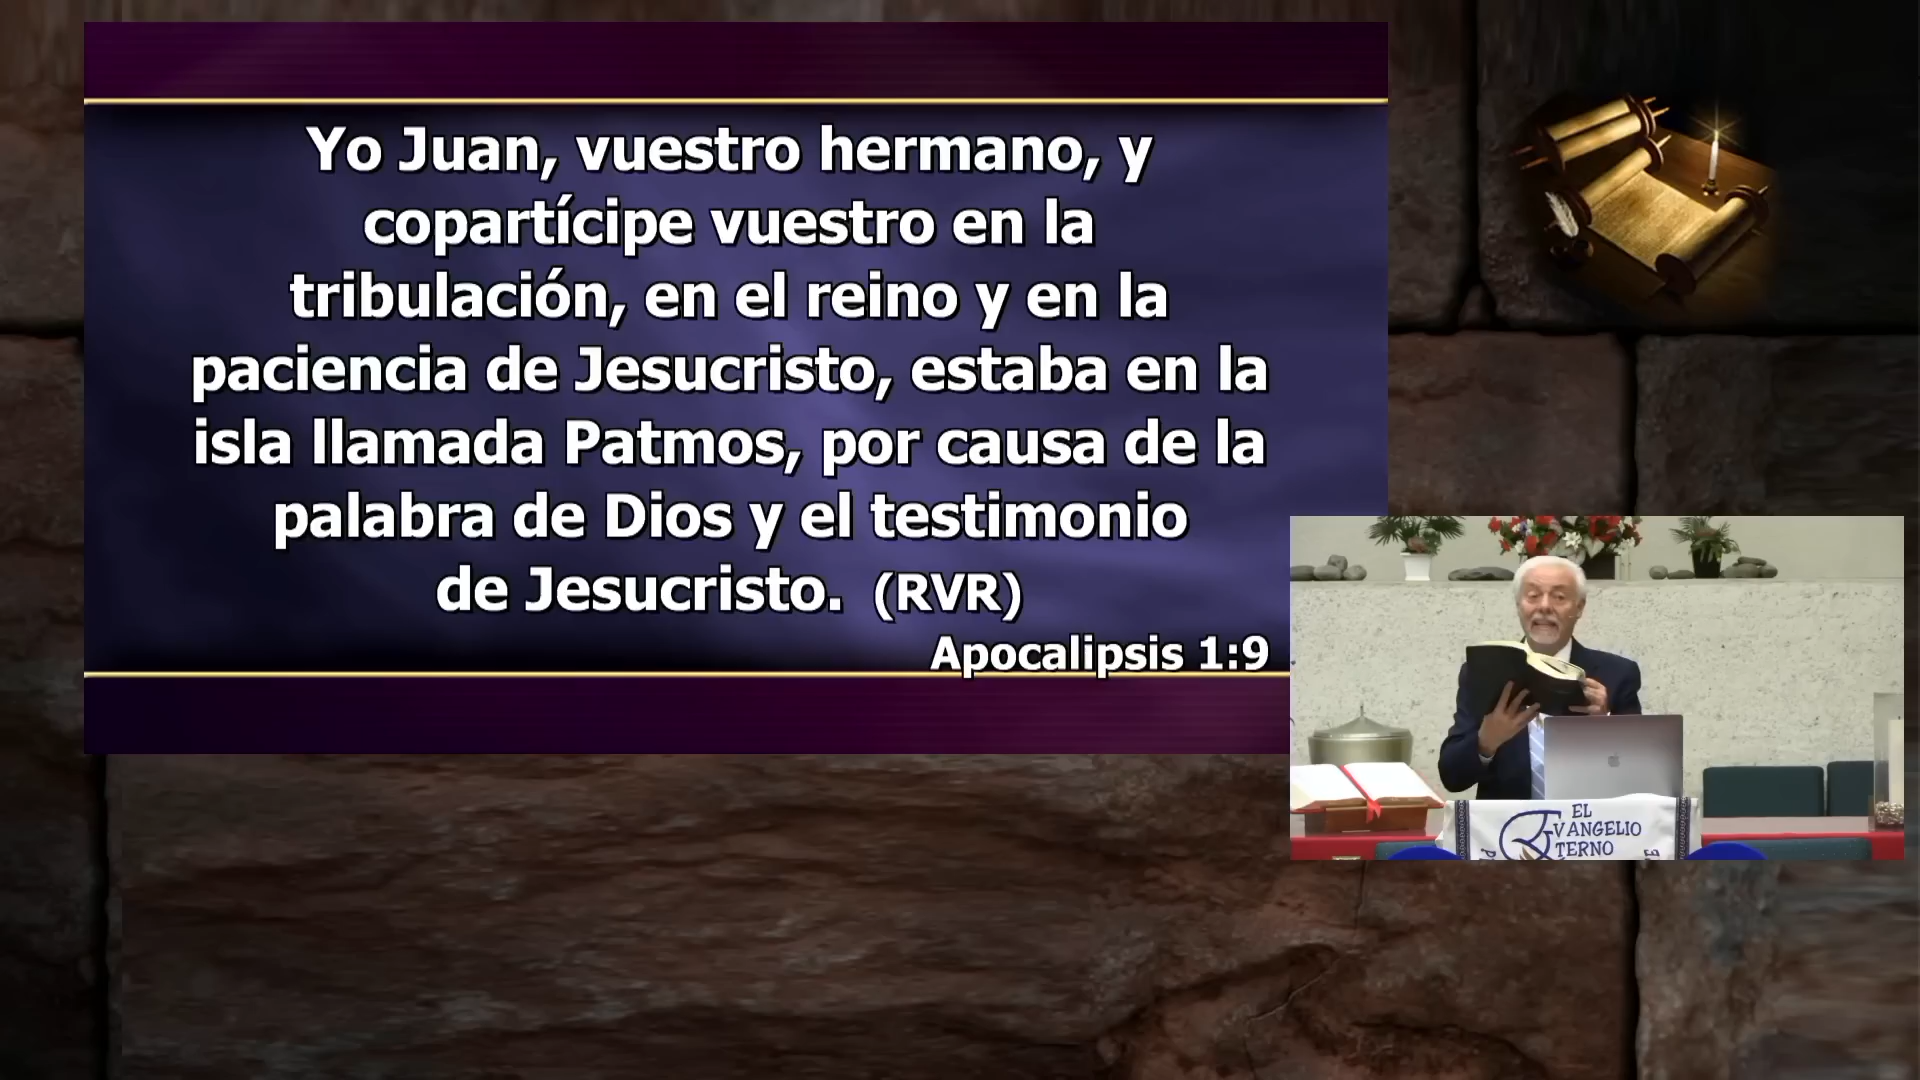 Yo Juan, vuestro hermano, y
copartícipe vuestro en la
tribulación, en el reino y en la
paciencia de Jesucristo, estaba en la
isla llamada Patmos, por causa de la
palabra de Dios y el testimonio
de Jesucristo. (RVR)
Apocalipsis 1:9
EL
EVANGELIO
ETERNO